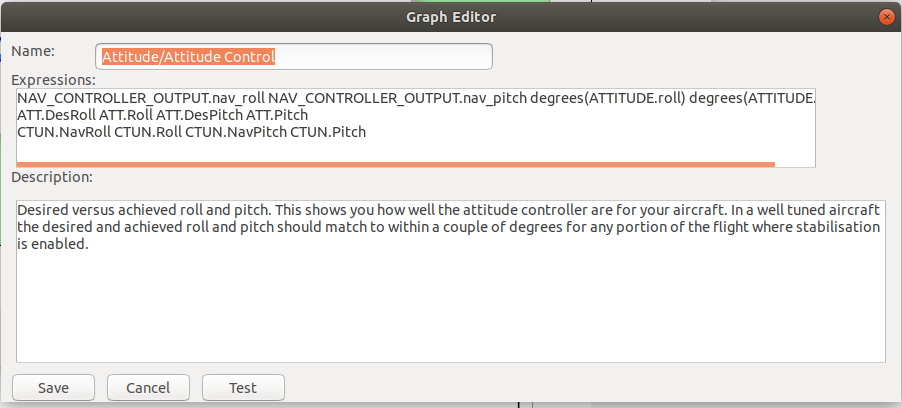 Graph Editor
Name:
Attitude/Attitude Control
Expressions:
NAV_CONTROLLER_OUTPUT.nav_roll NAV_CONTROLLER_OUTPUT.nav_pitch degrees(ATTITUDE.roll) degrees(ATTITUDE.
ATT.DesRoll ATT.Roll ATT.DesPitch ATT.Pitch
CTUN.NavRoll CTUN.Roll CTUN.NavPitch CTUN.Pitch
Description:
Desired versus achieved roll and pitch. This shows you how well the attitude controller are for your aircraft. In a well tuned aircraft
the desired and achieved roll and pitch should match to within a couple of degrees for any portion of the flight where stabilisation
is enabled.
Save Cancel Test